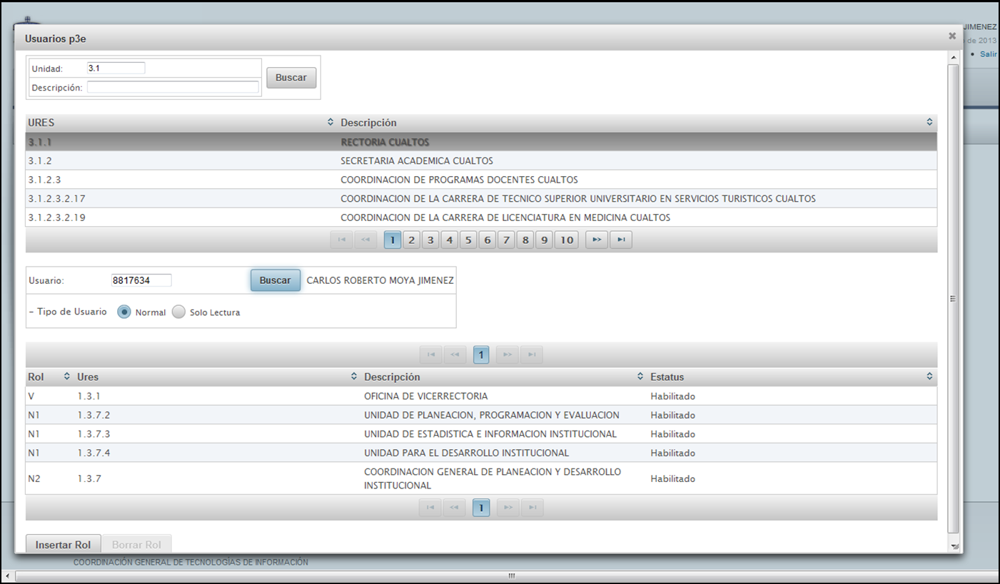 JIMENEZ
de 2013
Salir
Usuarios p3e
Unidad: 3.1
Buscar
Descripción:
URES Descripción
3.1.1 RECTORIA CUALTOS
3.1.2 SECRETARIA ACADEMICA CUALTOS
3.1.2.3 COORDINACION DE PROGRAMAS DOCENTES CUALTOS
3.1.2.3.2.17 COORDINACION DE LA CARRERA DE TECNICO SUPERIOR UNIVERSITARIO EN SERVICIOS TURISTICOS CUALTOS
3.1.2.3.2.19 COORDINACION DE LA CARRERA DE LICENCIATURA EN MEDICINA CUALTOS
1 2 3 4 5 6 7 8 9 10
Usuario: 8817634 Buscar CARLOS ROBERTO MOYA JIMENEZ
– Tipo de Usuario Normal Solo Lectura
1
Rol Ures Descripción Estatus
V 1.3.1 OFICINA DE VICERRECTORIA Habilitado
N1 1.3.7.2 UNIDAD DE PLANEACION, PROGRAMACION Y EVALUACION Habilitado
N1 1.3.7.3 UNIDAD DE ESTADISTICA E INFORMACION INSTITUCIONAL Habilitado
N1 1.3.7.4 UNIDAD PARA EL DESARROLLO INSTITUCIONAL Habilitado
N2 1.3.7 COORDINACION GENERAL DE PLANEACION Y DESARROLLO
INSTITUCIONAL Habilitado
1
Insertar Rol Borrar Rol
COORDINACIÓN GENERAL DE TECNOLOGÍAS DE INFORMACIÓN